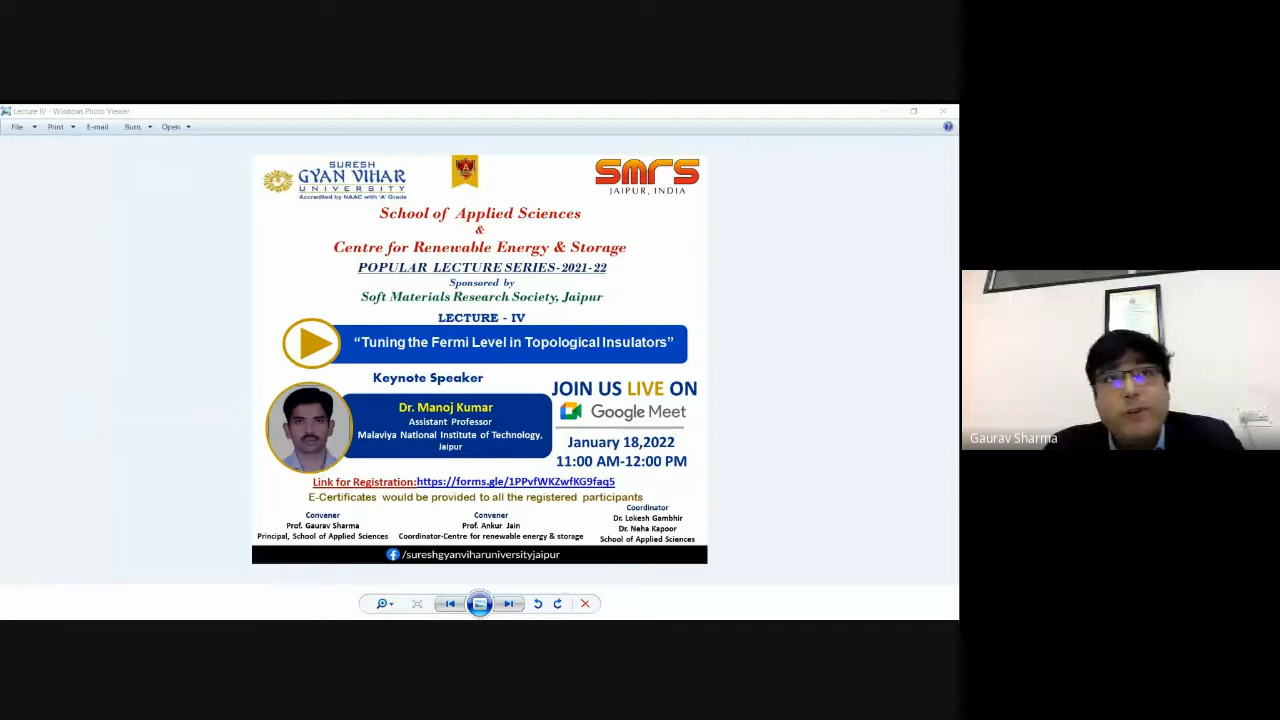 Lecture IV - Windows Photo Viewer
File Print E-mail Burn Open
SURESH
GYAN VIHAR
UNIVERSITY
Accredited by NAAC with 'A' Grade
SMRS
JAIPUR, INDIA
School of Applied Sciences
&
Centre for Renewable Energy & Storage
POPULAR LECTURE SERIES-2021-22
Sponsored by
Soft Materials Research Society, Jaipur
LECTURE - IV
“Tuning the Fermi Level in Topological Insulators”
Keynote Speaker
Dr. Manoj Kumar
Assistant Professor
Malaviya National Institute of Technology,
Jaipur
JOIN US LIVE ON
Google Meet
January 18,2022
11:00 AM-12:00 PM
Link for Registration:https://forms.gle/1PPvfWKZwfKG9faq5
E-Certificates would be provided to all the registered participants
Convener
Prof. Gaurav Sharma
Principal, School of Applied Sciences
Convener
Prof. Ankur Jain
Coordinator-Centre for renewable energy & storage
Coordinator
Dr. Lokesh Gambhir
Dr. Neha Kapoor
School of Applied Sciences
/sureshgyanviharuniversityjaipur
Gaurav Sharma